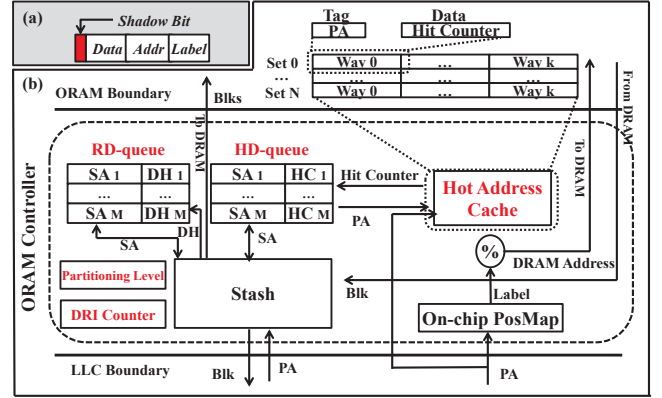 (a)
Shadow Bit
Data Addr Label
Tag Data
PA Hit Counter
Set 0 Way 0 ... Way k
... ... ...
Set N Way 0 ... Way k
(b)
ORAM Boundary
Blks
To DRAM
From DRAM
To DRAM
ORAM Controller
RD-queue
SA 1 DH 1
... ...
SA M DH M
HD-queue
SA 1 HC 1
... ...
SA M HC M
Hit Counter
PA
Hot Address
Cache
SA
DH
SA
%
DRAM Address
Partitioning Level
DRI Counter
Stash
Blk
Label
On-chip PosMap
LLC Boundary
Blk
PA
PA